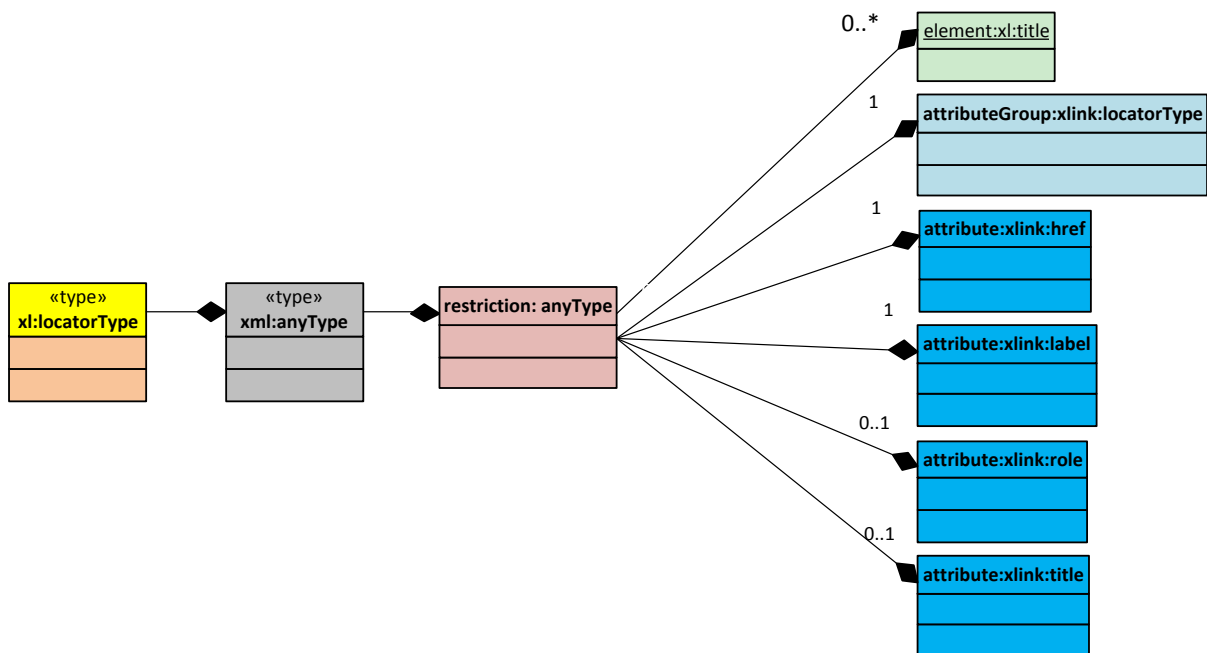 0..*
element:xl:title
1
attributeGroup:xlink:locatorType
1
attribute:xlink:href
«type»
xl:locatorType
«type»
xml:anyType
restriction: anyType
1
attribute:xlink:label
0..1
attribute:xlink:role
0..1
attribute:xlink:title